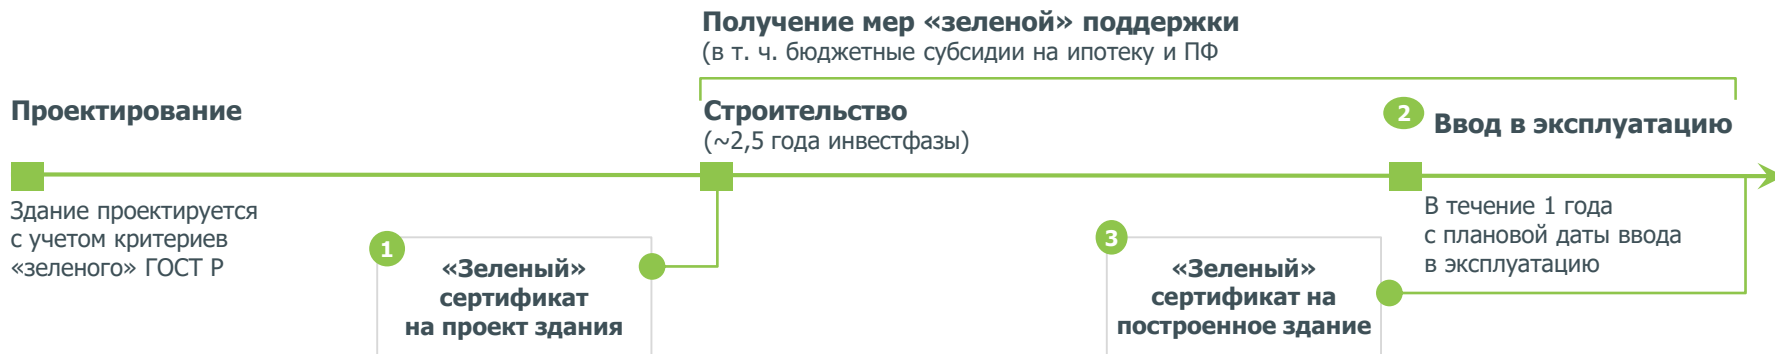 Получение мер «зеленой» поддержки
(в т. ч. бюджетные субсидии на ипотеку и ПФ
Проектирование
Строительство
(~2,5 года инвестфазы)
2
Ввод в эксплуатацию
Здание проектируется
с учетом критериев
«зеленого» ГОСТ Р
1
«Зеленый»
сертификат
на проект здания
3
«Зеленый»
сертификат на
построенное здание
В течение 1 года
с плановой даты ввода
в эксплуатацию